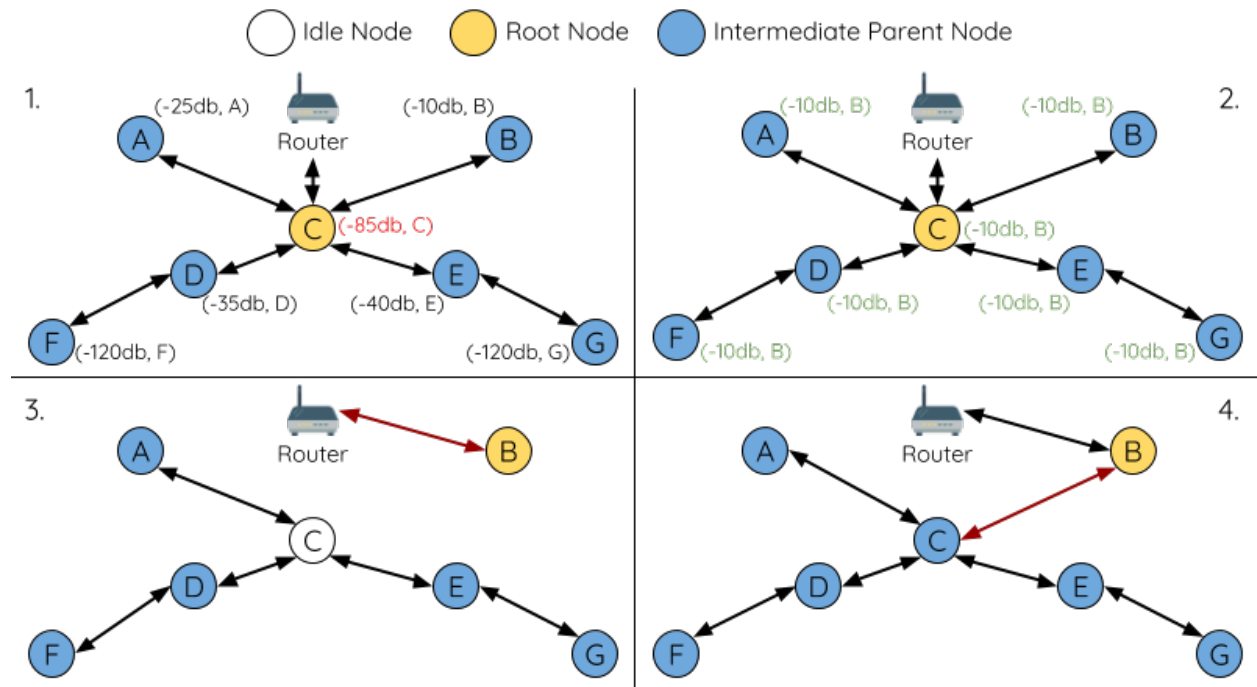 Idle Node
Root Node
Intermediate Parent Node
1.
(-25db, A)
(-10db, B)
A
Router
B
C
(-85db, C)
D
E
(-35db, D)
(-40db, E)
F
(-120db, F)
(-120db, G)
G
2.
(-10db, B)
(-10db, B)
A
Router
B
C
(-10db, B)
D
E
(-10db, B)
(-10db, B)
F
(-10db, B)
(-10db, B)
G
3.
A
Router
B
C
D
E
F
G
4.
A
Router
B
C
D
E
F
G